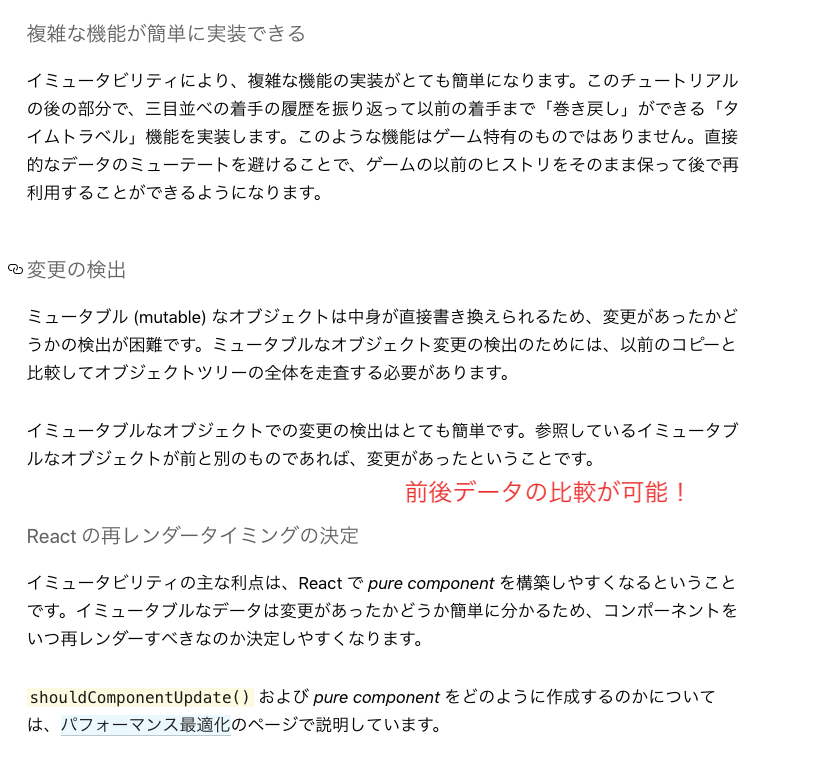 複雑な機能が簡単に実装できる
イミュータビリティにより、複雑な機能の実装がとても簡単になります。このチュートリアル
の後の部分で、三目並べの着手の履歴を振り返って以前の着手まで「巻き戻し」ができる「タ
イムトラベル」機能を実装します。このような機能はゲーム特有のものではありません。直接
的なデータのミューテートを避けることで、ゲームの以前のヒストリをそのまま保って後で再
利用することができるようになります。
変更の検出
ミュータブル (mutable) なオブジェクトは中身が直接書き換えられるため、変更があったかど
うかの検出が困難です。ミュータブルなオブジェクト変更の検出のためには、以前のコピーと
比較してオブジェクトツリーの全体を走査する必要があります。
イミュータブルなオブジェクトでの変更の検出はとても簡単です。参照しているイミュータブ
ルなオブジェクトが前と別のものであれば、変更があったということです。
前後データの比較が可能！
React の再レンダータイミングの決定
イミュータビリティの主な利点は、React で pure component を構築しやすくなるということ
です。イミュータブルなデータは変更があったかどうか簡単に分かるため、コンポーネントを
いつ再レンダーすべきなのか決定しやすくなります。
shouldComponentUpdate() および pure component をどのように作成するのかについて
は、パフォーマンス最適化のページで説明しています。